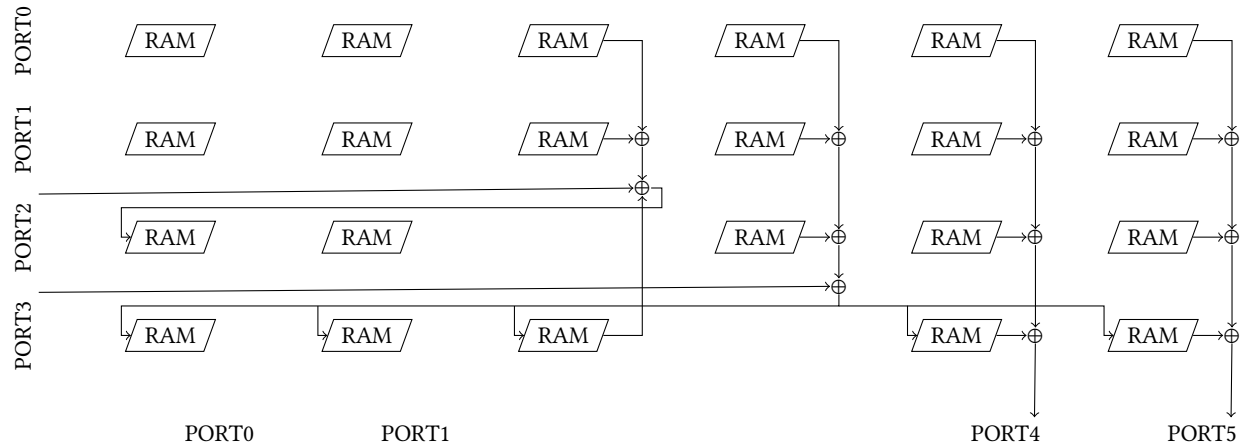 PORT0
RAM RAM RAM RAM RAM RAM
PORT1
RAM RAM RAM RAM RAM RAM
PORT2
RAM RAM RAM RAM RAM
PORT3
RAM RAM RAM RAM RAM
PORT0 PORT1 PORT4 PORT5